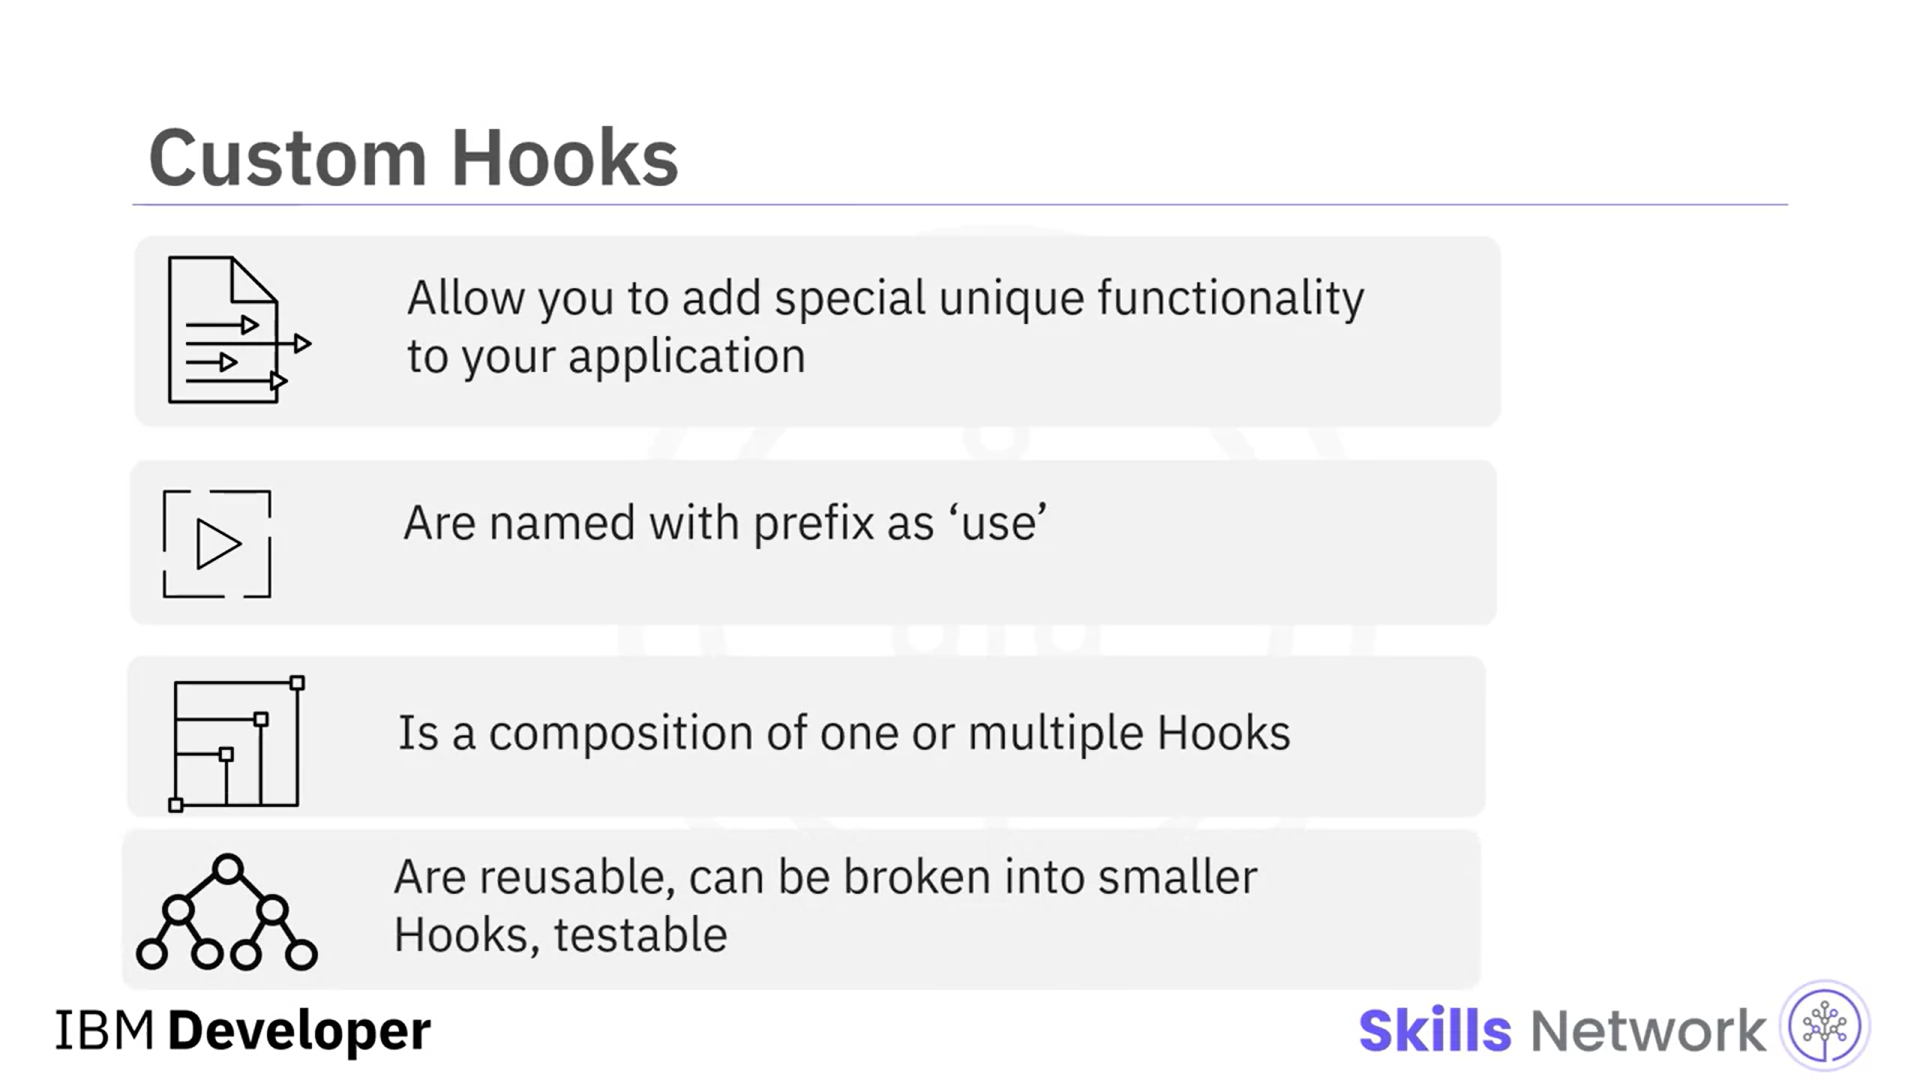 Custom Hooks
Allow you to add special unique functionality
to your application
Are named with prefix as ‘use’
Is a composition of one or multiple Hooks
Are reusable, can be broken into smaller
Hooks, testable
IBM Developer
Skills Network